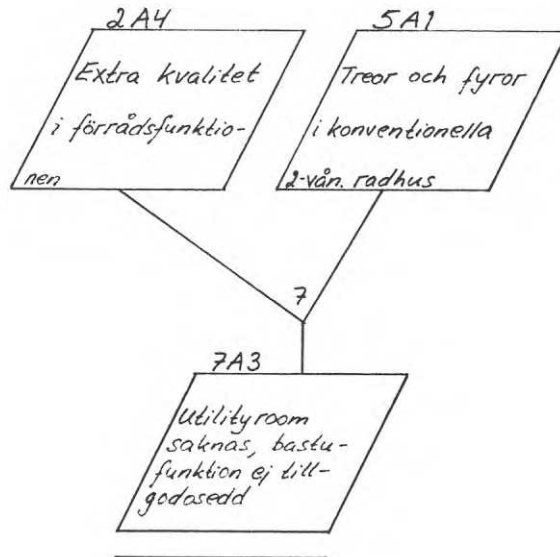 2A4
Extra kvalitet
i förrådsfunktio-
nen
5A1
Treor och fyror
i konventionella
2-vån. radhus
7
7A3
Utilityroom
saknas, bastu-
funktion ej till-
godosedd